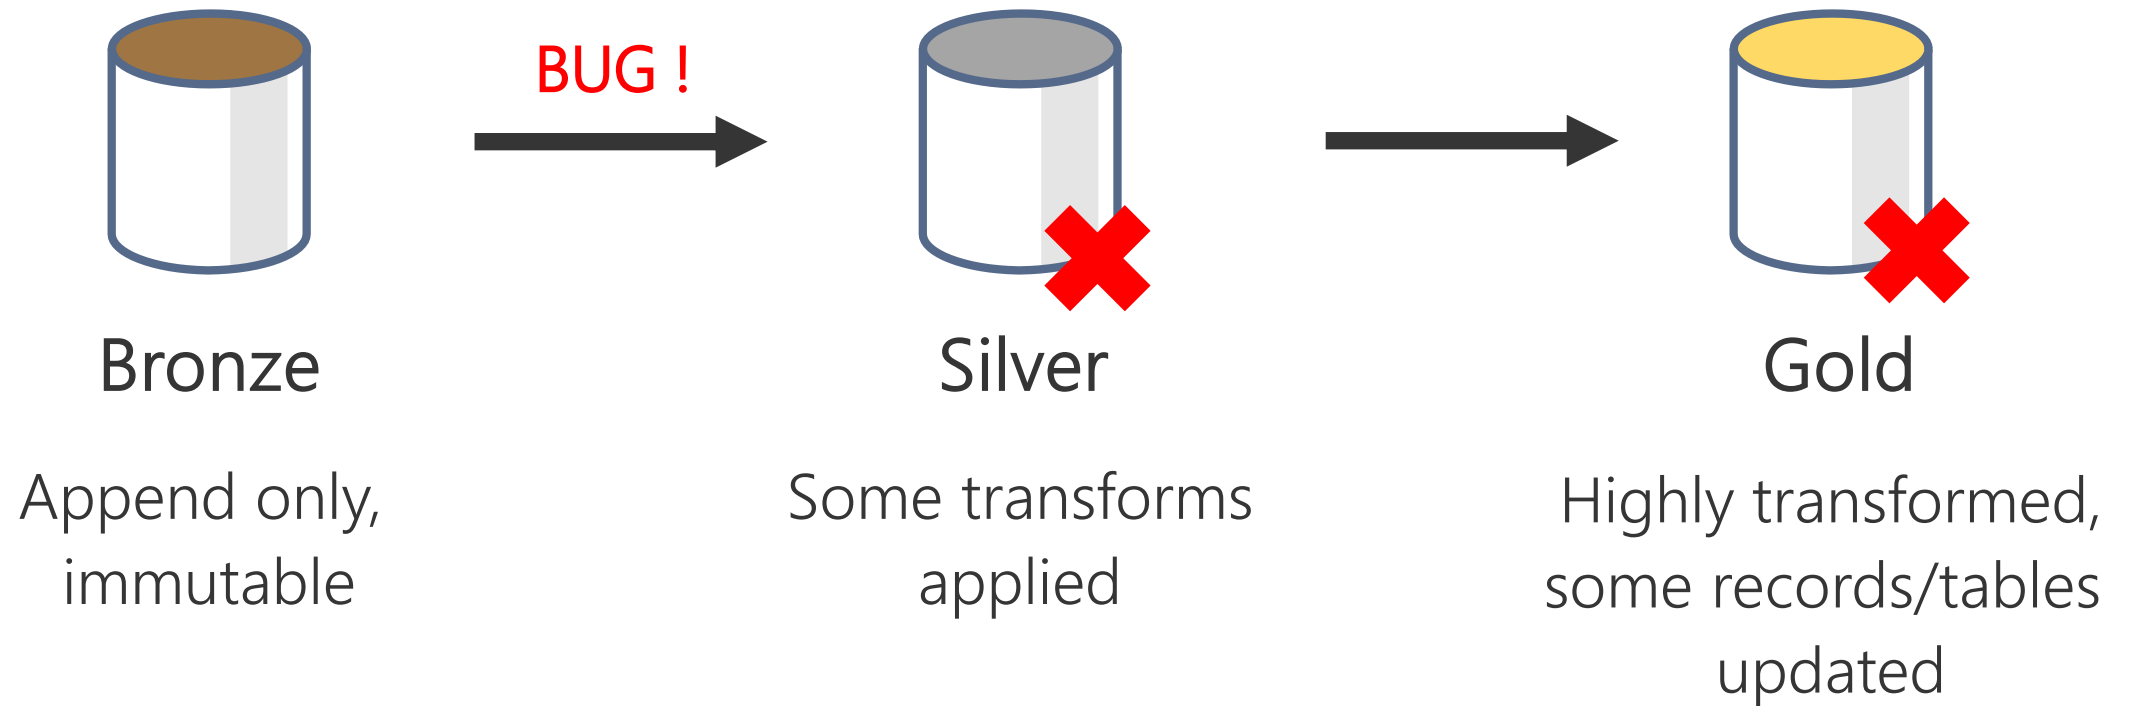 BUG !
Bronze
Append only,
immutable
Silver
Some transforms
applied
Gold
Highly transformed,
some records/tables
updated